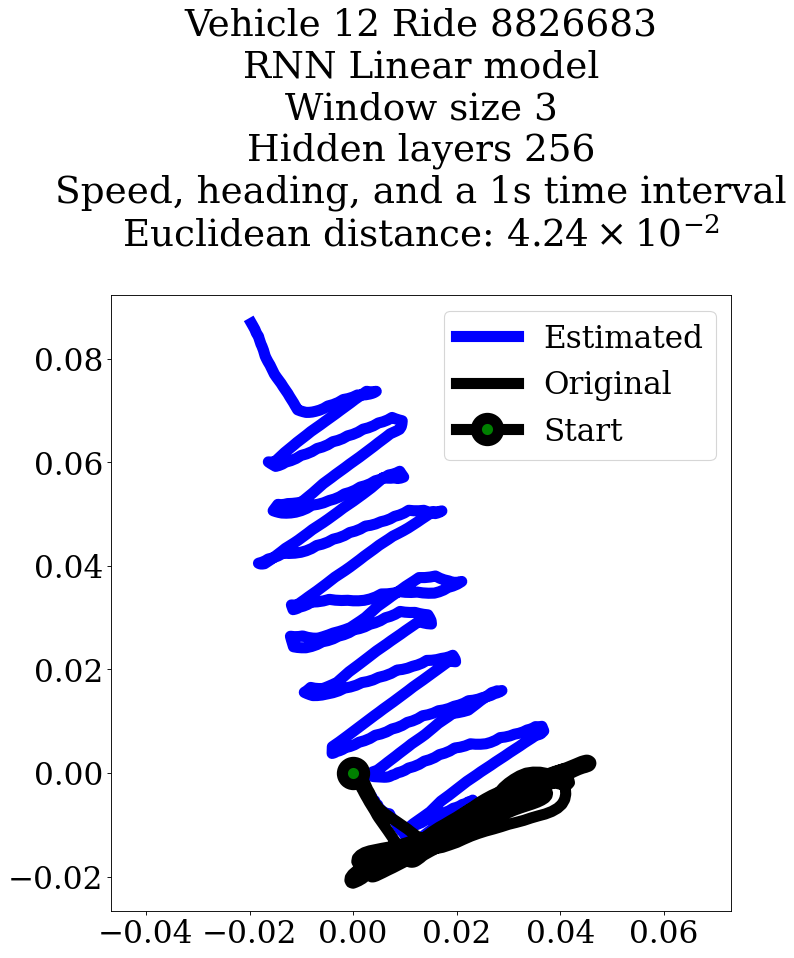 Vehicle 12 Ride 8826683
RNN Linear model
Window size 3
Hidden layers 256
Speed, heading, and a 1s time interval
Euclidean distance: 4.24 × 10⁻²
Estimated
Original
Start
0.08
0.06
0.04
0.02
0.00
−0.02
−0.04 −0.02 0.00 0.02 0.04 0.06